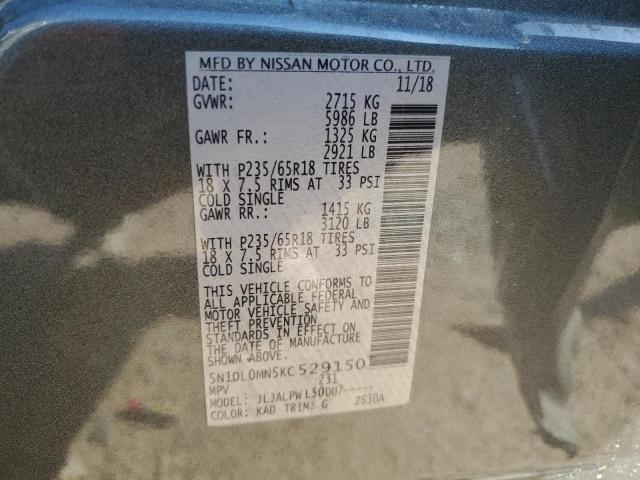 MFD BY NISSAN MOTOR CO., LTD.
DATE: 11/18
GVWR: 2715 KG
5986 LB
GAWR FR.: 1325 KG
2921 LB
WITH P235/65R18 TIRES
18 X 7.5 RIMS AT 33 PSI
COLD SINGLE
GAWR RR.: 1415 KG
3120 LB
WITH P235/65R18 TIRES
18 X 7.5 RIMS AT 33 PSI
COLD SINGLE
THIS VEHICLE CONFORMS TO
ALL APPLICABLE FEDERAL
MOTOR VEHICLE SAFETY AND
THEFT PREVENTION
STANDARDS IN EFFECT ON
THE DATE OF MANUFACTURE
SHOWN ABOVE.
5N1DL0MN5KC529150
MPV 231
MODEL: JLJALPWL50DU7-----
COLOR: KAD TRIM: G ZS30A